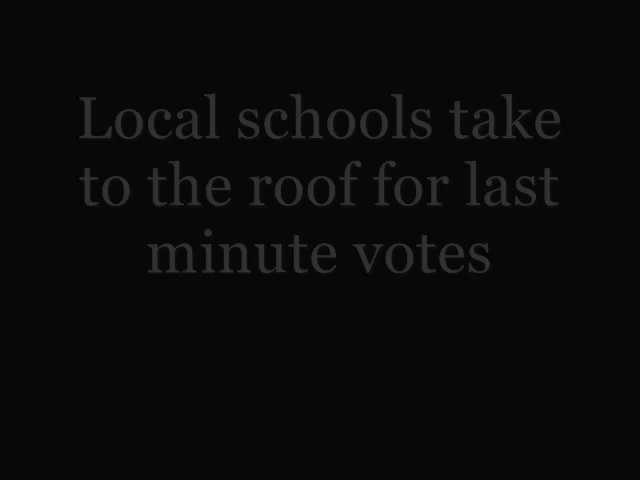 Local schools take
to the roof for last
minute votes